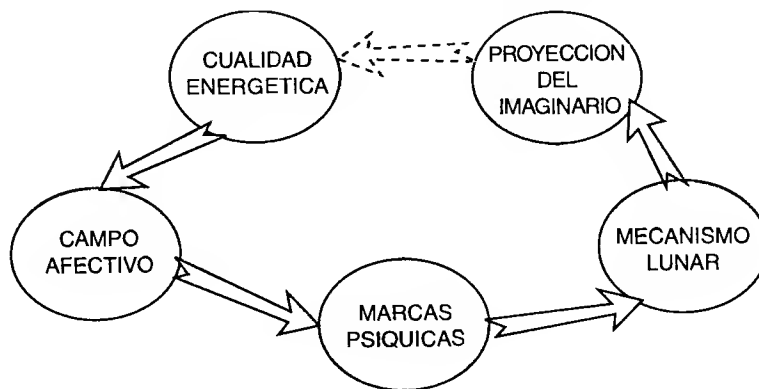 CUALIDAD
ENERGETICA
PROYECCION
DEL
IMAGINARIO
CAMPO
AFECTIVO
MECANISMO
LUNAR
MARCAS
PSIQUICAS